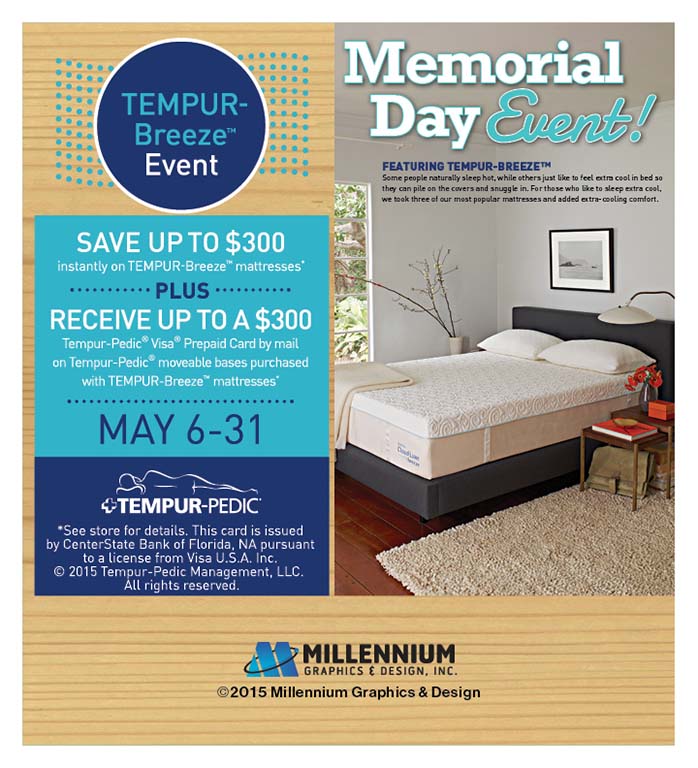 TEMPUR-
Breeze™
Event
SAVE UP TO $300
instantly on TEMPUR-Breeze™ mattresses*
PLUS
RECEIVE UP TO A $300
Tempur-Pedic® Visa® Prepaid Card by mail
on Tempur-Pedic® moveable bases purchased
with TEMPUR-Breeze™ mattresses*
MAY 6-31
TEMPUR-PEDIC®
*See store for details. This card is issued
by CenterState Bank of Florida, NA pursuant
to a license from Visa U.S.A. Inc.
© 2015 Tempur-Pedic Management, LLC.
All rights reserved.
Memorial
Day Event!
FEATURING TEMPUR-BREEZE™
Some people naturally sleep hot, while others just like to feel extra cool in bed so
they can pile on the covers and snuggle in. For those who like to sleep extra cool,
we took three of our most popular mattresses and added extra-cooling comfort.
Cloud Luxe
breeze
MILLENNIUM
GRAPHICS & DESIGN, INC.
©2015 Millennium Graphics & Design